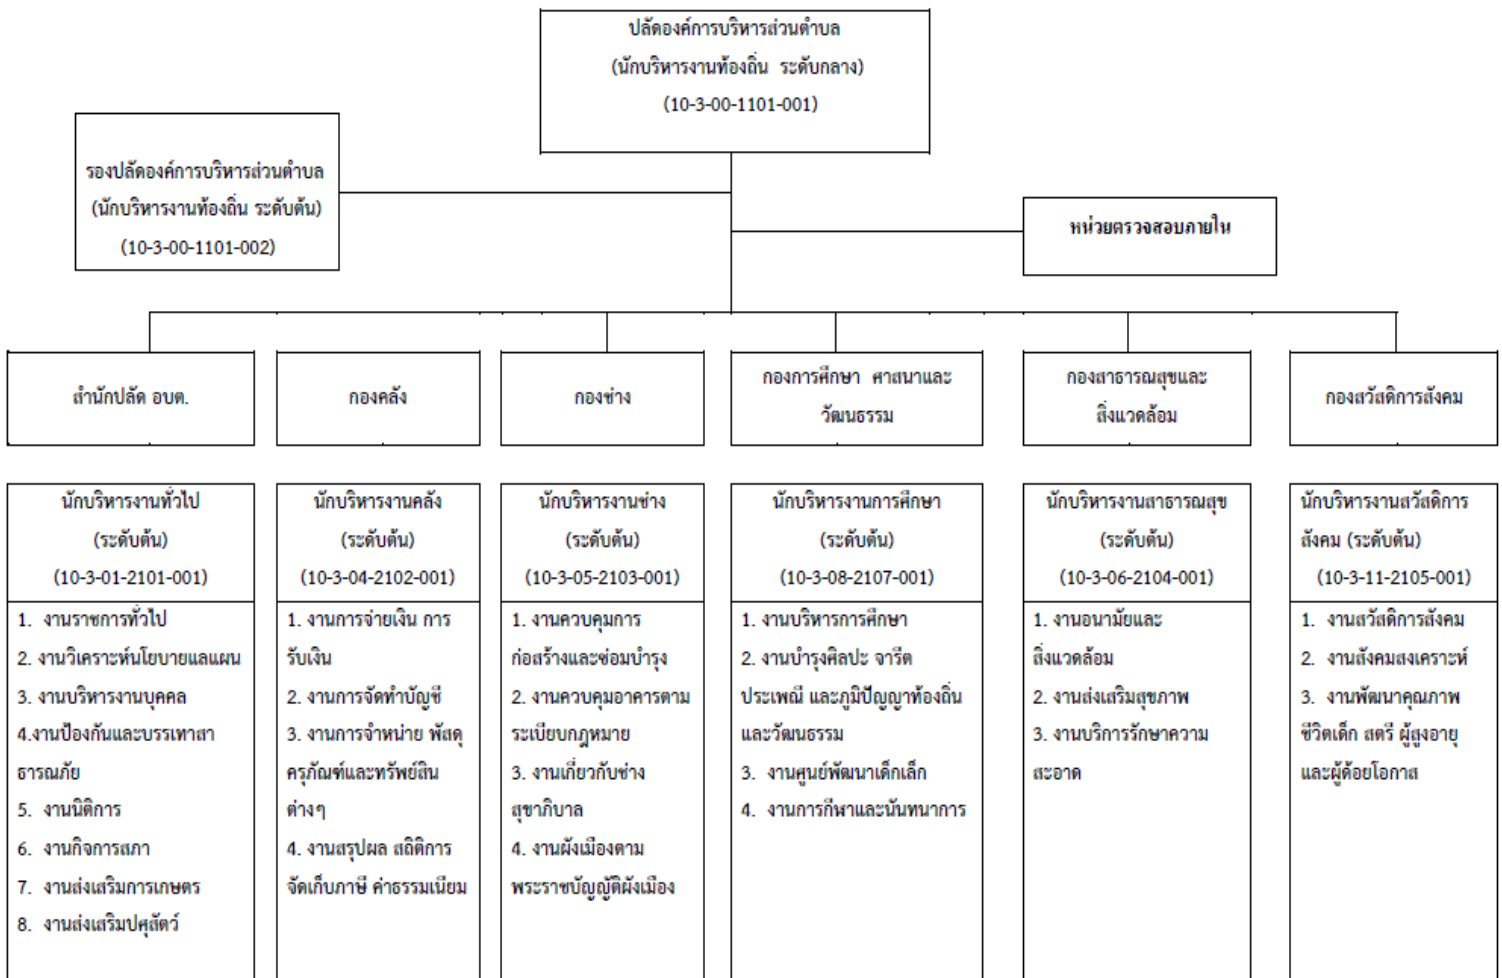 ปลัดองค์การบริหารส่วนตำบล
(นักบริหารงานท้องถิ่น ระดับกลาง)
(10-3-00-1101-001)
รองปลัดองค์การบริหารส่วนตำบล
(นักบริหารงานท้องถิ่น ระดับต้น)
(10-3-00-1101-002)
หน่วยตรวจสอบภายใน
สำนักปลัด อบต.
กองคลัง
กองช่าง
กองการศึกษา ศาสนาและ
วัฒนธรรม
กองสาธารณสุขและ
สิ่งแวดล้อม
กองสวัสดิการสังคม
นักบริหารงานทั่วไป
(ระดับต้น)
(10-3-01-2101-001)
1. งานราชการทั่วไป
2. งานวิเคราะห์นโยบายแลแผน
3. งานบริหารงานบุคคล
4.งานป้องกันและบรรเทาสา
ธารณภัย
5. งานนิติการ
6. งานกิจการสภา
7. งานส่งเสริมการเกษตร
8. งานส่งเสริมปศุสัตว์
นักบริหารงานคลัง
(ระดับต้น)
(10-3-04-2102-001)
1. งานการจ่ายเงิน การ
รับเงิน
2. งานการจัดทำบัญชี
3. งานการจำหน่าย พัสดุ
ครุภัณฑ์และทรัพย์สิน
ต่างๆ
4. งานสรุปผล สถิติการ
จัดเก็บภาษี ค่าธรรมเนียม
นักบริหารงานช่าง
(ระดับต้น)
(10-3-05-2103-001)
1. งานควบคุมการ
ก่อสร้างและซ่อมบำรุง
2. งานควบคุมอาคารตาม
ระเบียบกฎหมาย
3. งานเกี่ยวกับช่าง
สุขาภิบาล
4. งานผังเมืองตาม
พระราชบัญญัติผังเมือง
นักบริหารงานการศึกษา
(ระดับต้น)
(10-3-08-2107-001)
1. งานบริหารการศึกษา
2. งานบำรุงศิลปะ จารีต
ประเพณี และภูมิปัญญาท้องถิ่น
และวัฒนธรรม
3. งานศูนย์พัฒนาเด็กเล็ก
4. งานการกีฬาและนันทนาการ
นักบริหารงานสาธารณสุข
(ระดับต้น)
(10-3-06-2104-001)
1. งานอนามัยและ
สิ่งแวดล้อม
2. งานส่งเสริมสุขภาพ
3. งานบริการรักษาความ
สะอาด
นักบริหารงานสวัสดิการ
สังคม (ระดับต้น)
(10-3-11-2105-001)
1. งานสวัสดิการสังคม
2. งานสังคมสงเคราะห์
3. งานพัฒนาคุณภาพ
ชีวิตเด็ก สตรี ผู้สูงอายุ
และผู้ด้อยโอกาส